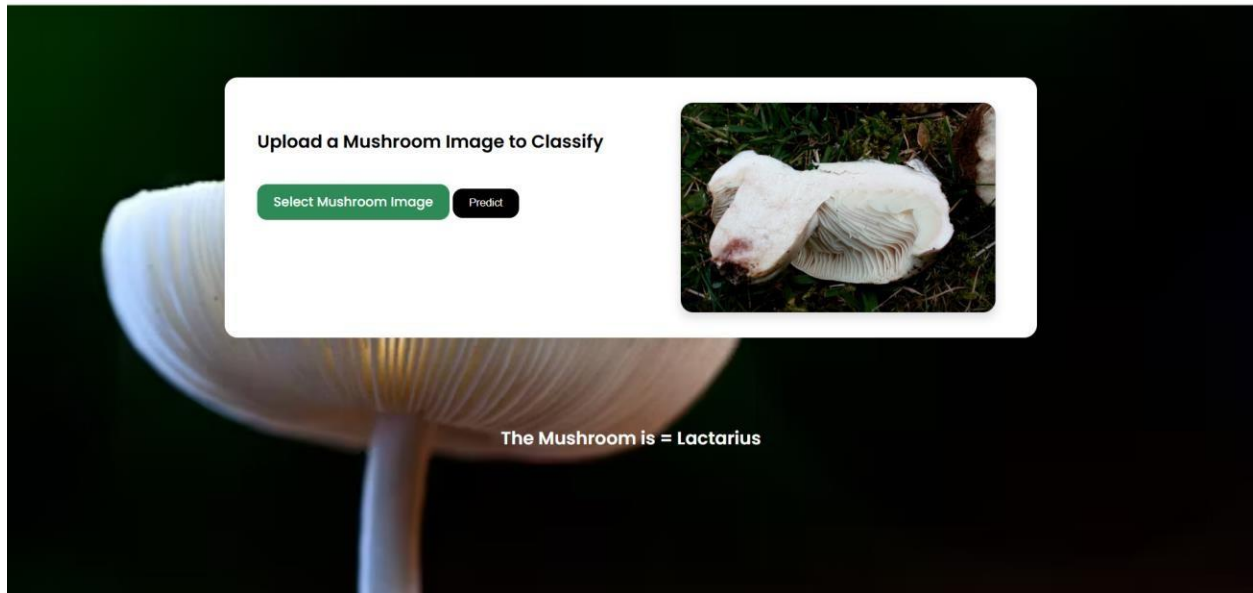 Upload a Mushroom Image to Classify
Select Mushroom Image Predict
The Mushroom is = Lactarius